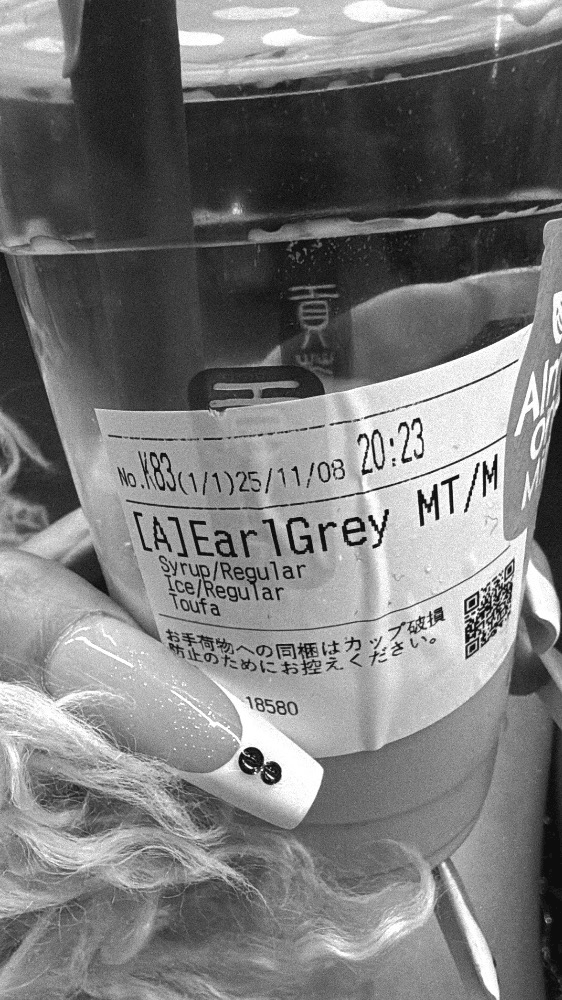 貢茶
No.K83(1/1)25/11/08 20:23
[A]EarlGrey MT/M
Syrup/Regular
Ice/Regular
Toufa
お手荷物への同梱はカップ破損
防止のためにお控えください。
18580